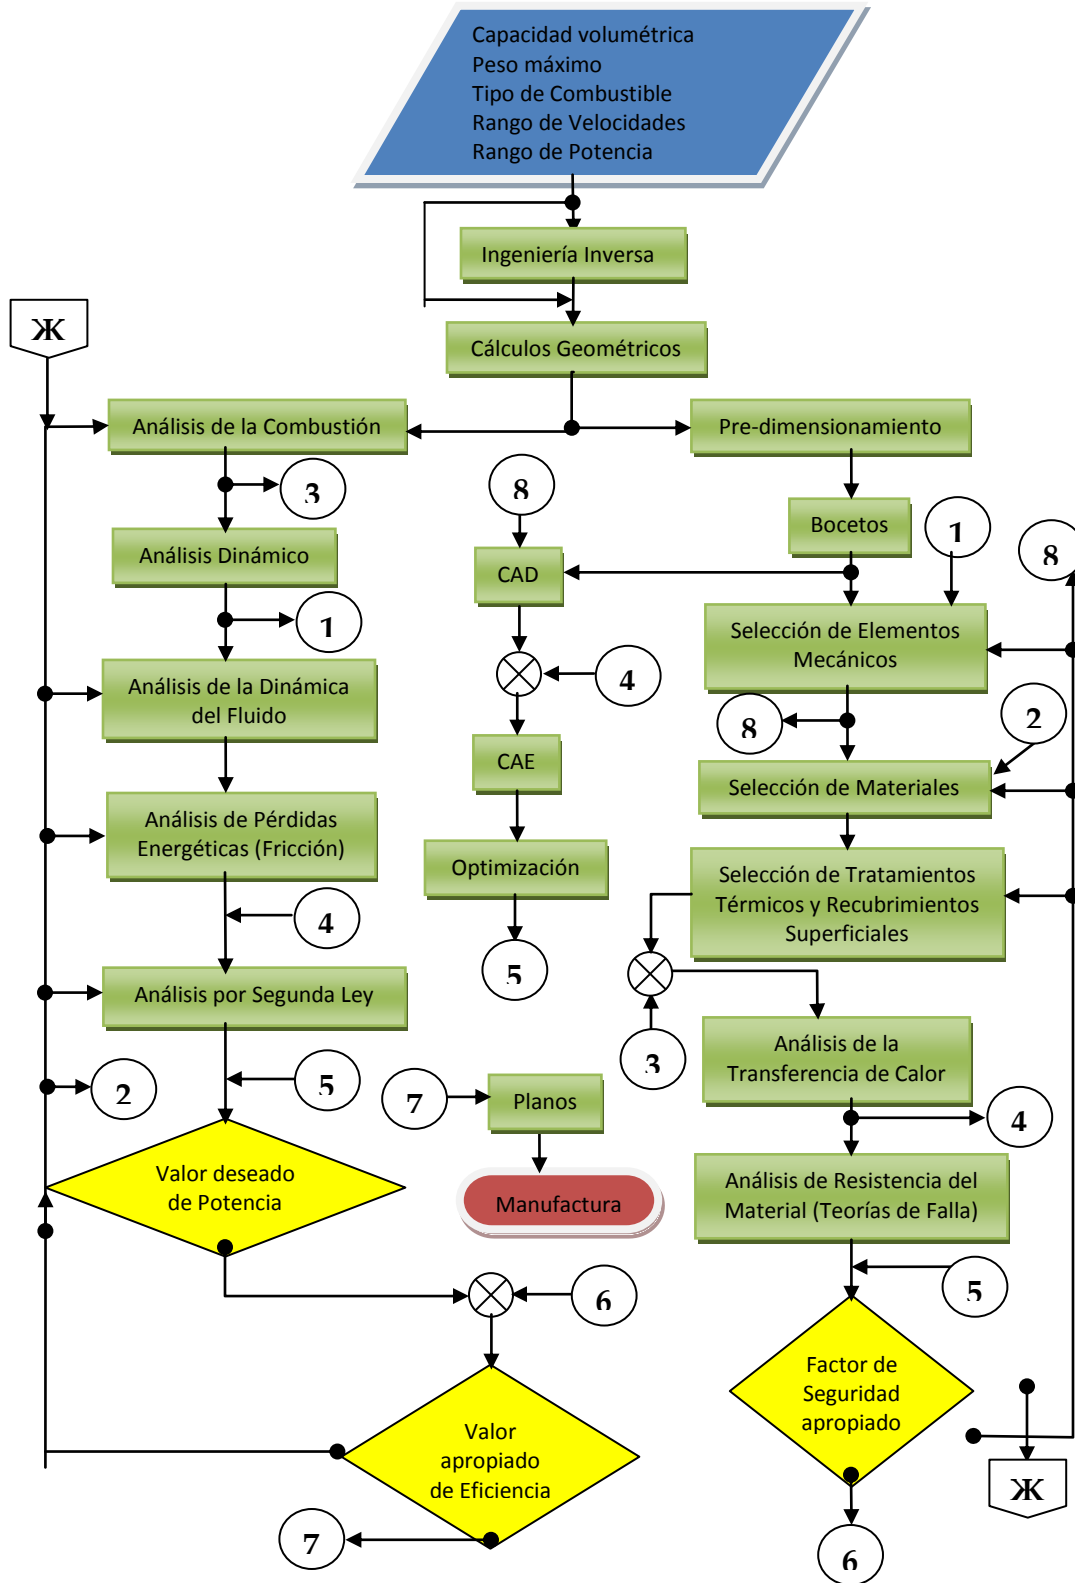 Capacidad volumétrica
Peso máximo
Tipo de Combustible
Rango de Velocidades
Rango de Potencia
Ingeniería Inversa
Ж
Cálculos Geométricos
Análisis de la Combustión
Pre-dimensionamiento
3
8
Bocetos
1
8
Análisis Dinámico
CAD
1
Selección de Elementos
Mecánicos
Análisis de la Dinámica
del Fluido
4
8
2
CAE
Selección de Materiales
Análisis de Pérdidas
Energéticas (Fricción)
Optimización
Selección de Tratamientos
Térmicos y Recubrimientos
Superficiales
4
5
Análisis por Segunda Ley
3
Análisis de la
Transferencia de Calor
2
5
7
Planos
4
Valor deseado
de Potencia
Manufactura
Análisis de Resistencia del
Material (Teorías de Falla)
6
5
Factor de
Seguridad
apropiado
Valor
apropiado
de Eficiencia
Ж
7
6